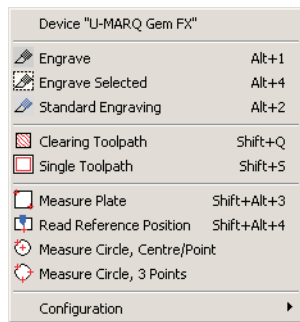 Device "U-MARQ Gem FX"
Engrave Alt+1
Engrave Selected Alt+4
Standard Engraving Alt+2
Clearing Toolpath Shift+Q
Single Toolpath Shift+S
Measure Plate Shift+Alt+3
Read Reference Position Shift+Alt+4
Measure Circle, Centre/Point
Measure Circle, 3 Points
Configuration